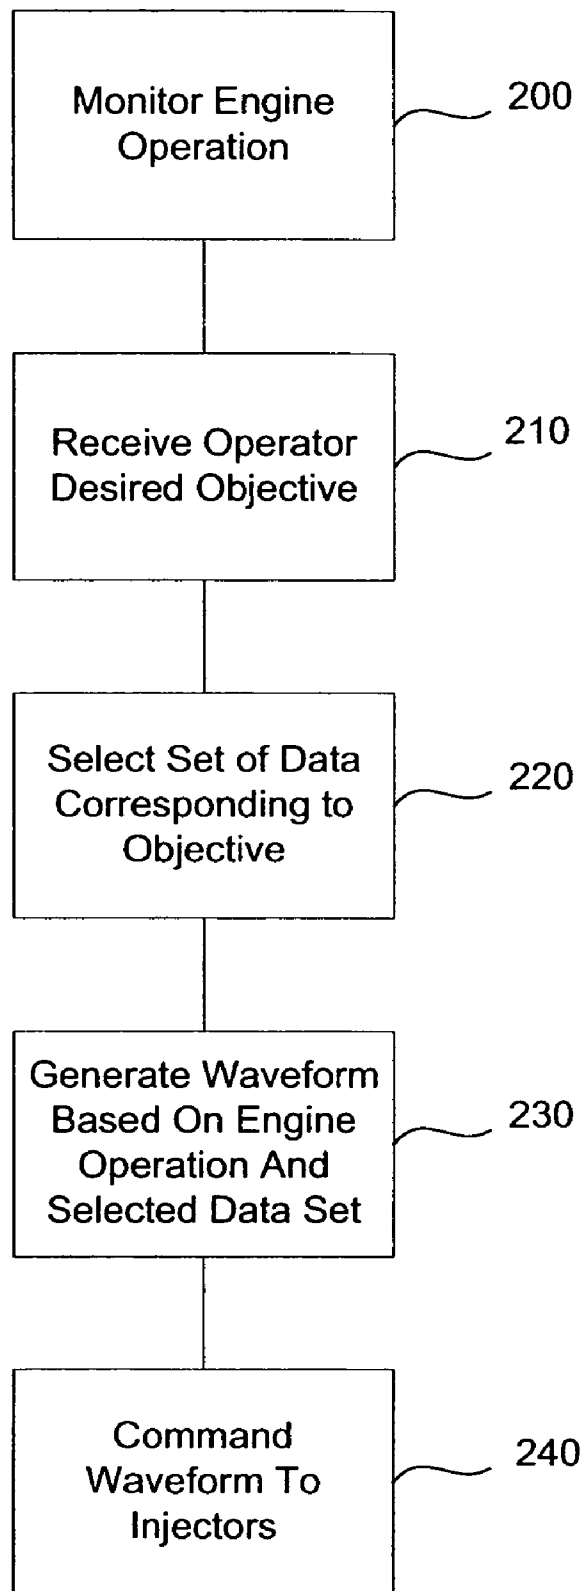 Monitor Engine
Operation
200
Receive Operator
Desired Objective
210
Select Set of Data
Corresponding to
Objective
220
Generate Waveform
Based On Engine
Operation And
Selected Data Set
230
Command
Waveform To
Injectors
240